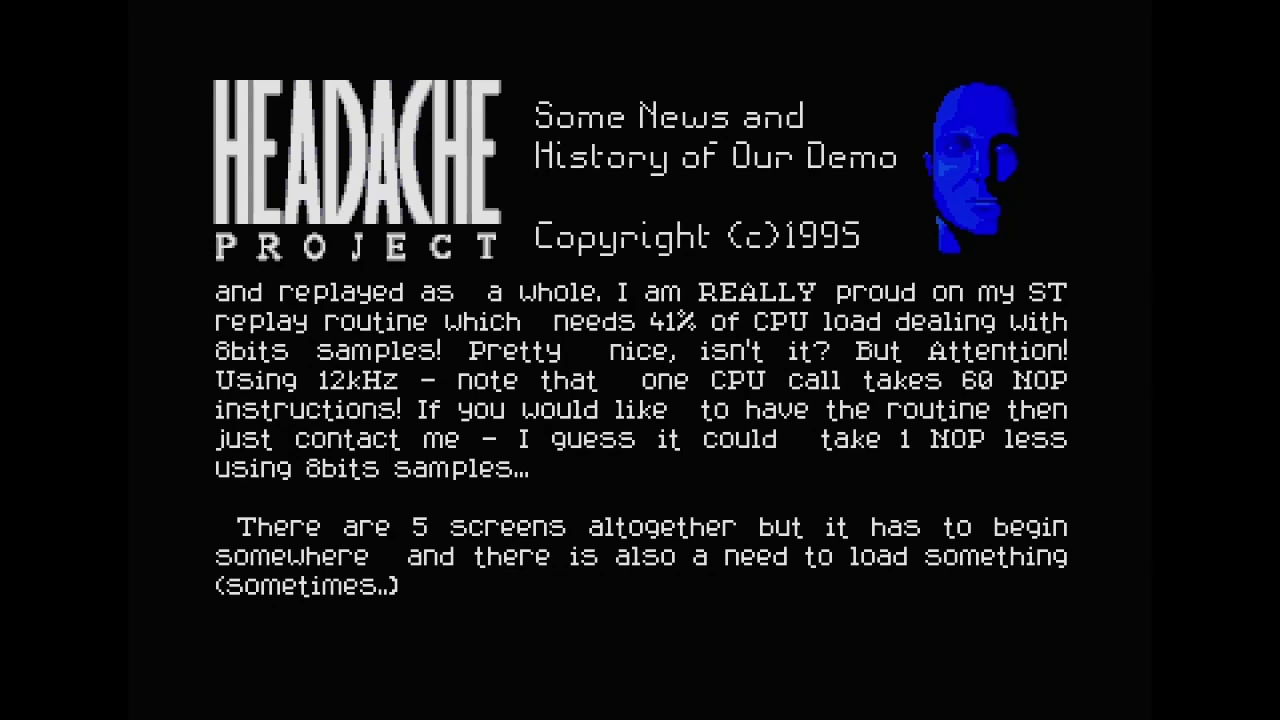 HEADACHE
PROJECT
Some News and
History of Our Demo
Copyright (c)1995
and replayed as a whole. I am REALLY proud on my ST
replay routine which needs 41% of CPU load dealing with
8bits samples! Pretty nice, isn't it? But Attention!
Using 12kHz - note that one CPU call takes 60 NOP
instructions! If you would like to have the routine then
just contact me - I guess it could take 1 NOP less
using 8bits samples...
There are 5 screens altogether but it has to begin
somewhere and there is also a need to load something
(sometimes..)